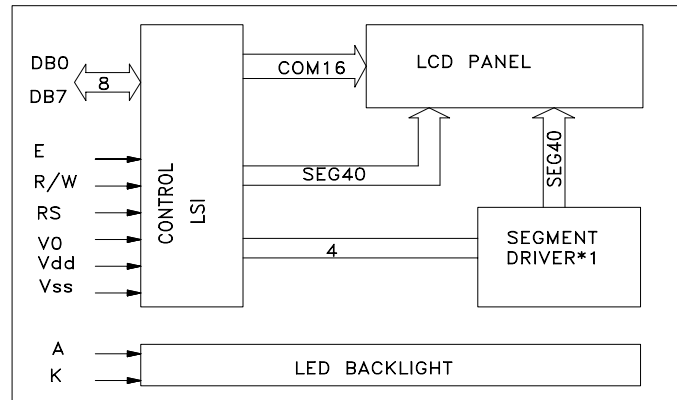 DB0
DB7
8
E
R/W
RS
V0
Vdd
Vss
CONTROL
LSI
COM16
LCD PANEL
SEG40
SEG40
4
SEGMENT
DRIVER*1
A
K
LED BACKLIGHT